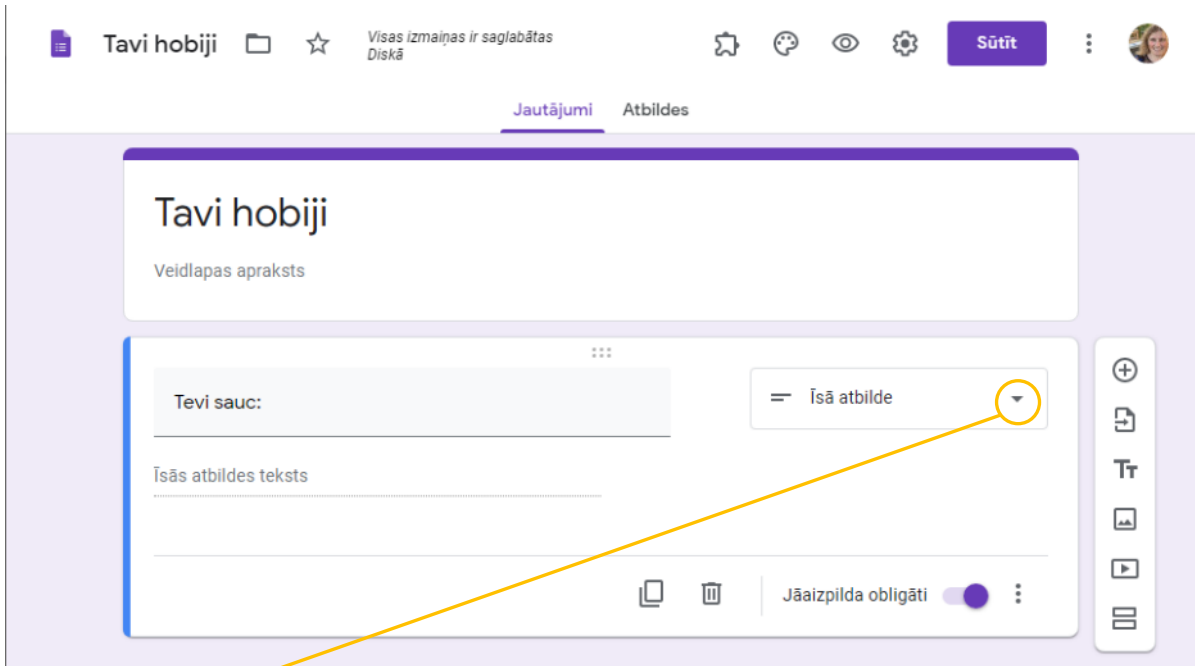 Tavi hobiji
Visas izmaiņas ir saglabātas
Diskā
Sūtīt
Jautājumi Atbildes
Tavi hobiji
Veidlapas apraksts
Tevi sauc:
Īsā atbilde
Īsās atbildes teksts
Jāaizpilda obligāti
Tт